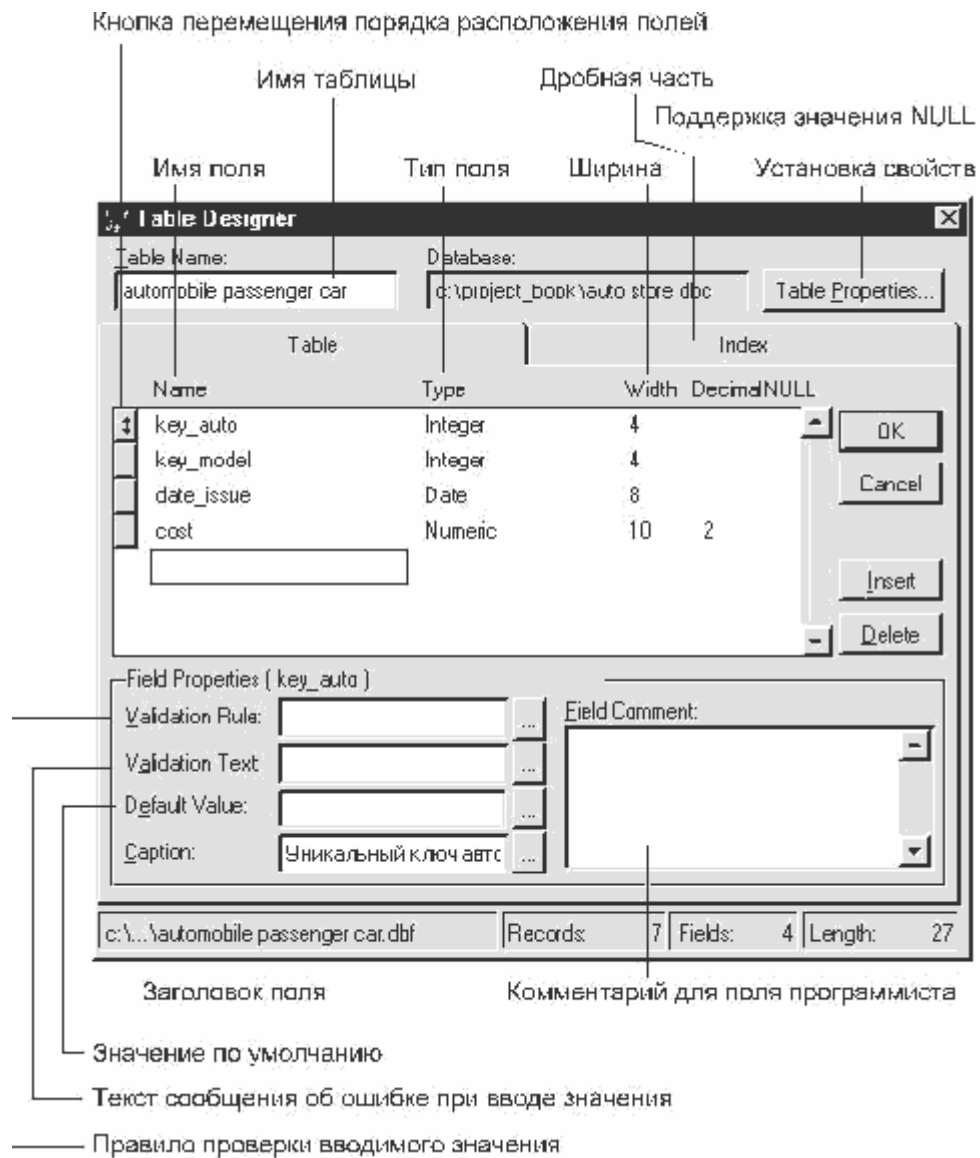 Кнопка перемещения порядка расположения полей
Имя таблицы
Дробная часть
Поддержка значения NULL
Имя поля
Тип поля
Ширина
Установка свойств
Table Designer
Table Name:
Database:
automobile passenger car
c:\project_book\auto store dbc
Table Properties...
Table
Index
Name Type Width Decimal NULL
key_auto Integer 4
key_model Integer 4
date_issue Date 8
cost Numeric 10 2
OK
Cancel
Insert
Delete
Field Properties ( key_auto )
Validation Rule:
Validation Text
Default Value:
Caption: Уникальный ключ авто
Field Comment:
c:\...\automobile passenger car.dbf
Records: 7
Fields: 4
Length: 27
Заголовок поля
Комментарий для поля программиста
Значение по умолчанию
Текст сообщения об ошибке при вводе значения
Правило проверки вводимого значения